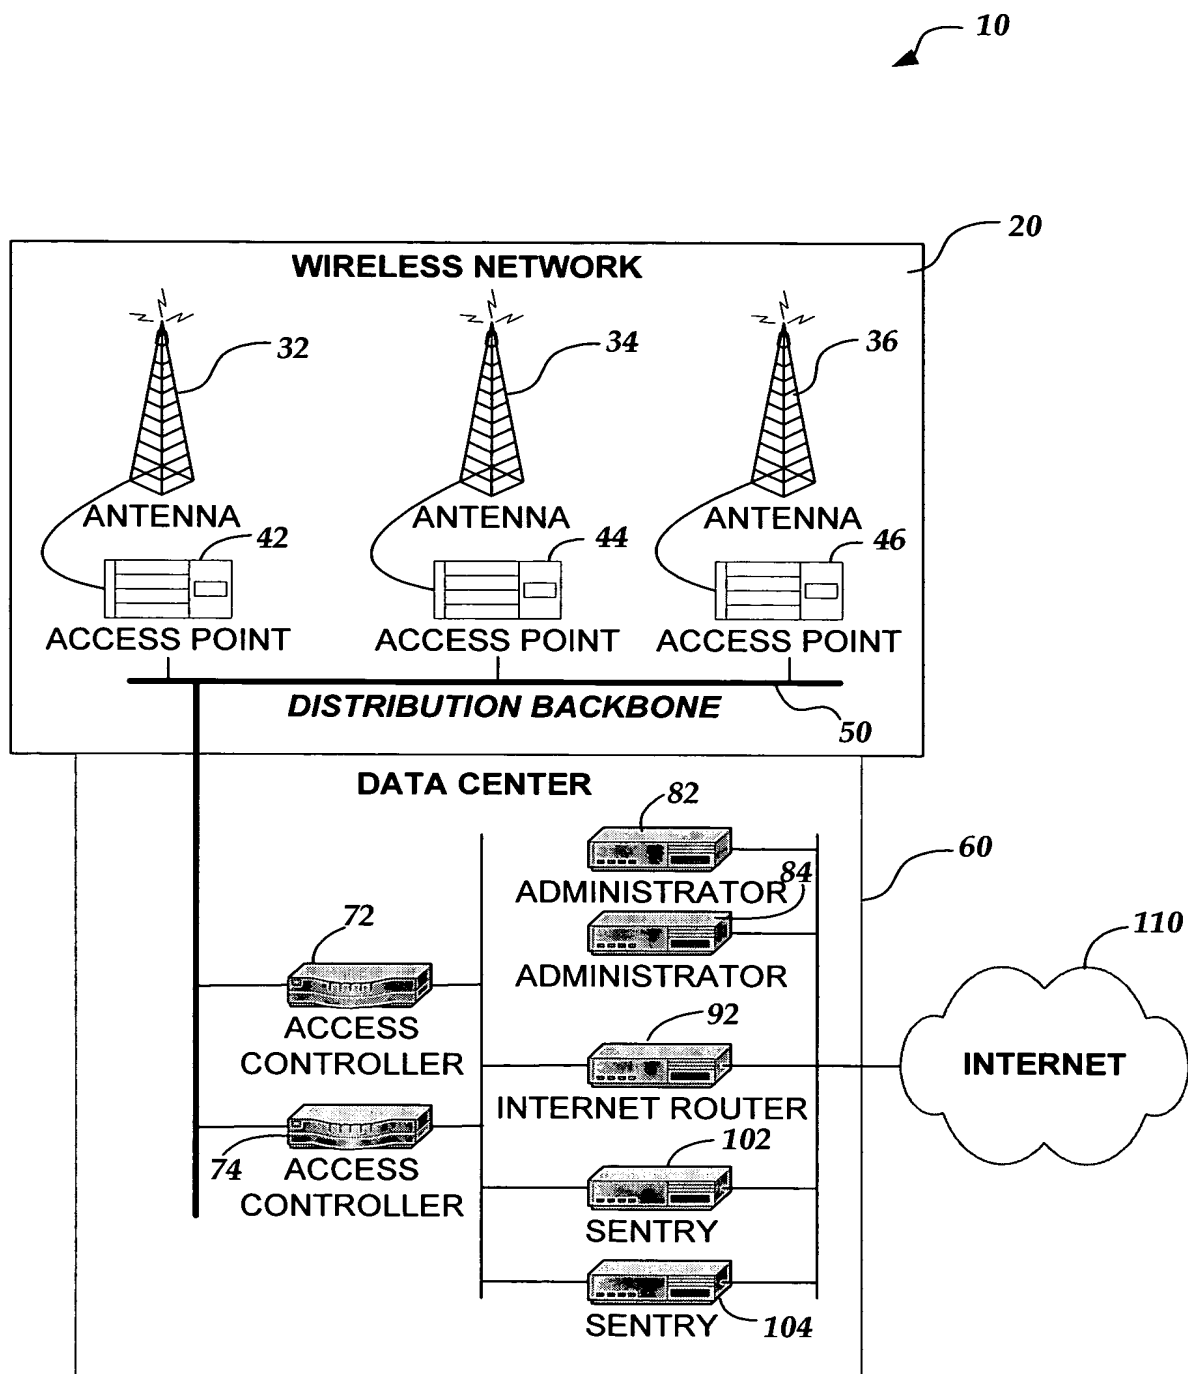 10
20
WIRELESS NETWORK
32
34
36
ANTENNA
ANTENNA
ANTENNA
42
44
46
ACCESS POINT
ACCESS POINT
ACCESS POINT
DISTRIBUTION BACKBONE
50
DATA CENTER
82
60
ADMINISTRATOR
84
72
ADMINISTRATOR
110
ACCESS
CONTROLLER
92
INTERNET
INTERNET ROUTER
74
ACCESS
CONTROLLER
102
SENTRY
SENTRY
104